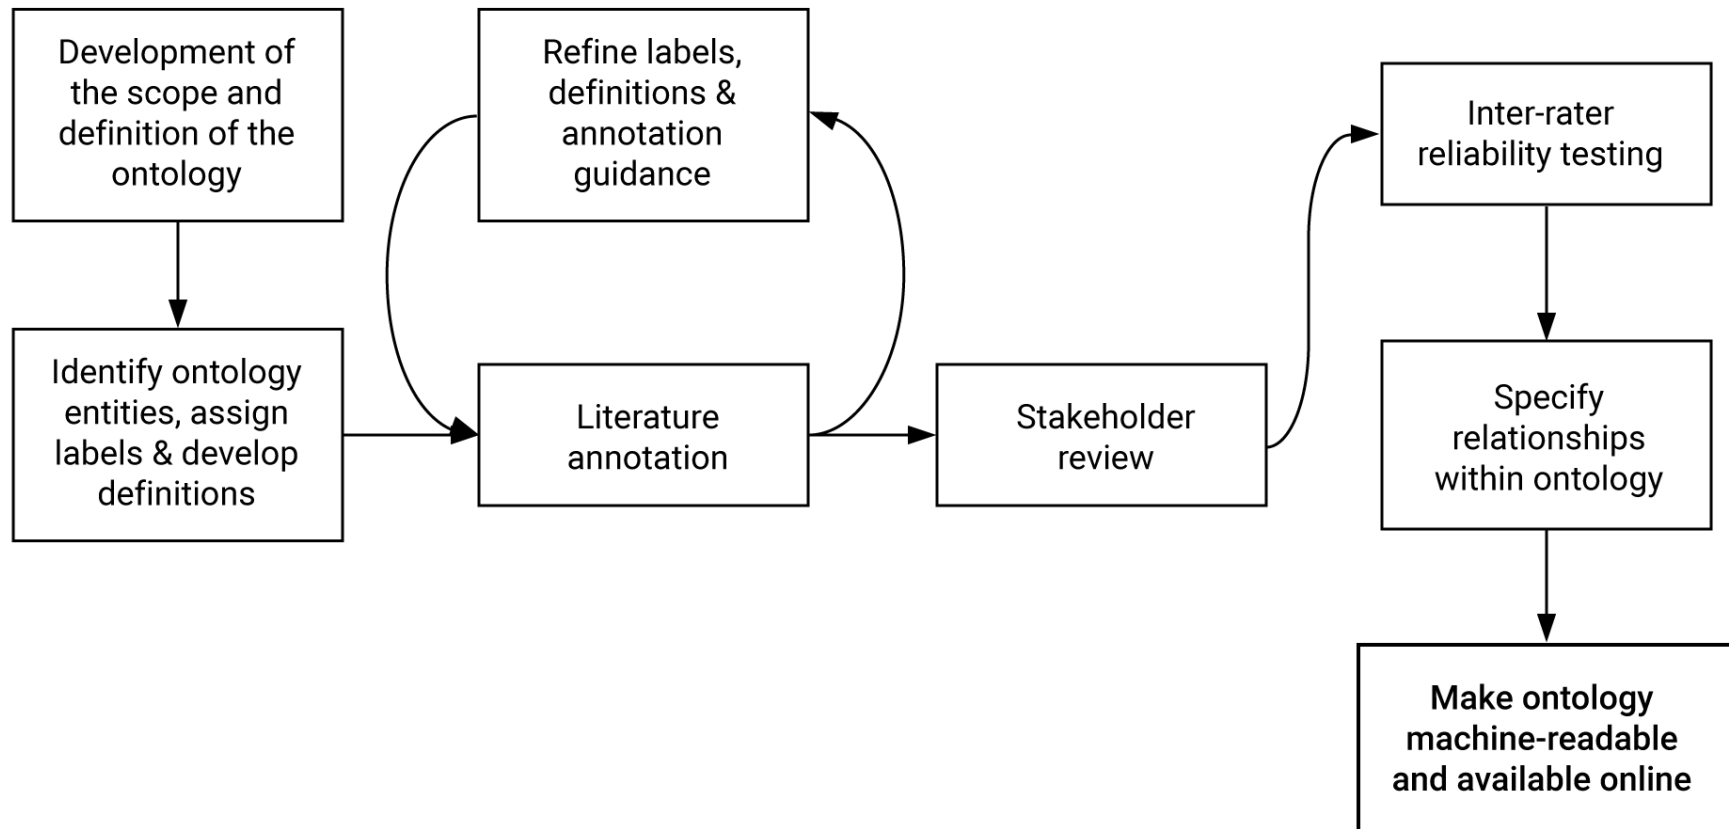 Development of
the scope and
definition of the
ontology
Identify ontology
entities, assign
labels & develop
definitions
Refine labels,
definitions &
annotation
guidance
Literature
annotation
Stakeholder
review
Inter-rater
reliability testing
Specify
relationships
within ontology
Make ontology
machine-readable
and available online